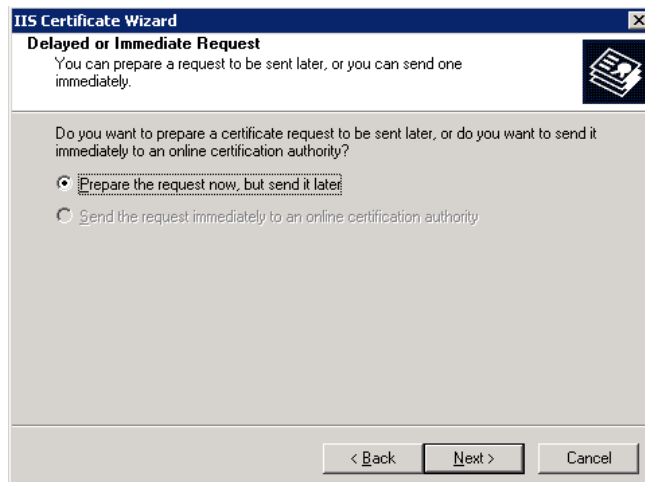 IIS Certificate Wizard
Delayed or Immediate Request
You can prepare a request to be sent later, or you can send one
immediately.
Do you want to prepare a certificate request to be sent later, or do you want to send it
immediately to an online certification authority?
Prepare the request now, but send it later
Send the request immediately to an online certification authority
< Back
Next >
Cancel